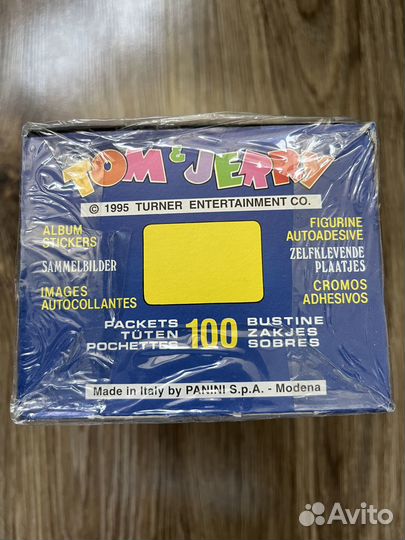 TOM & JERRY
© 1995 TURNER ENTERTAINMENT CO.
ALBUM
STICKERS
SAMMELBILDER
IMAGES
AUTOCOLLANTES
FIGURINE
AUTOADESIVE
ZELFKLEVENDE
PLAATJES
CROMOS
ADHESIVOS
PACKETS
TÜTEN
POCHETTES
100
BUSTINE
ZAKJES
SOBRES
Made in Italy by PANINI S.p.A. - Modena
Avito